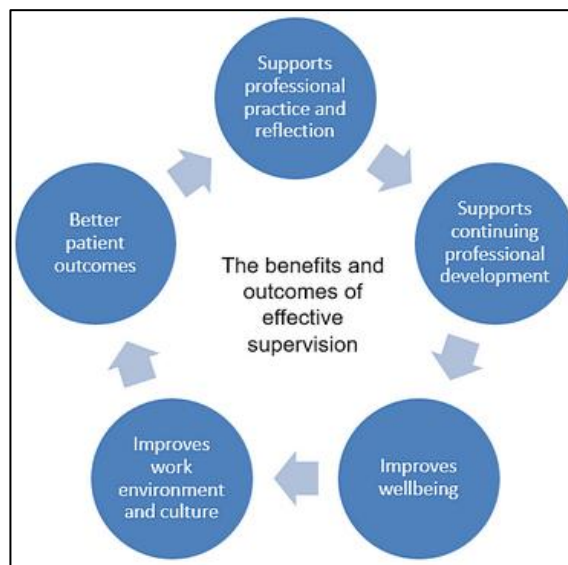 Supports
professional
practice and
reflection
Supports
continuing
professional
development
Improves
wellbeing
Improves
work
environment
and culture
Better
patient
outcomes
The benefits and
outcomes of
effective
supervision